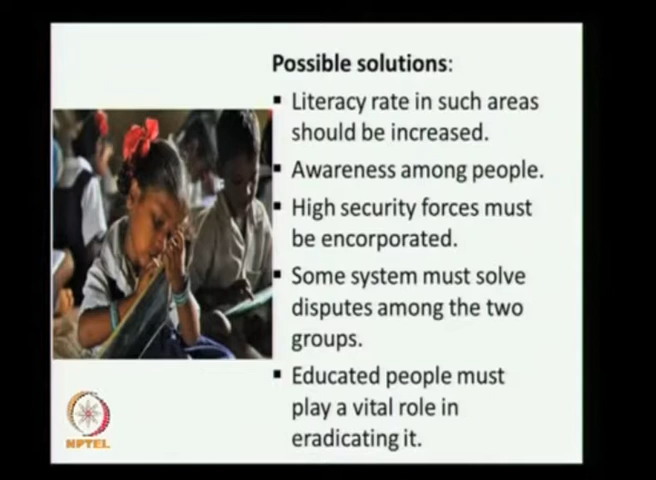 Possible solutions:
▪ Literacy rate in such areas
should be increased.
▪ Awareness among people.
▪ High security forces must
be encorporated.
▪ Some system must solve
disputes among the two
groups.
▪ Educated people must
play a vital role in
eradicating it.
NPTEL